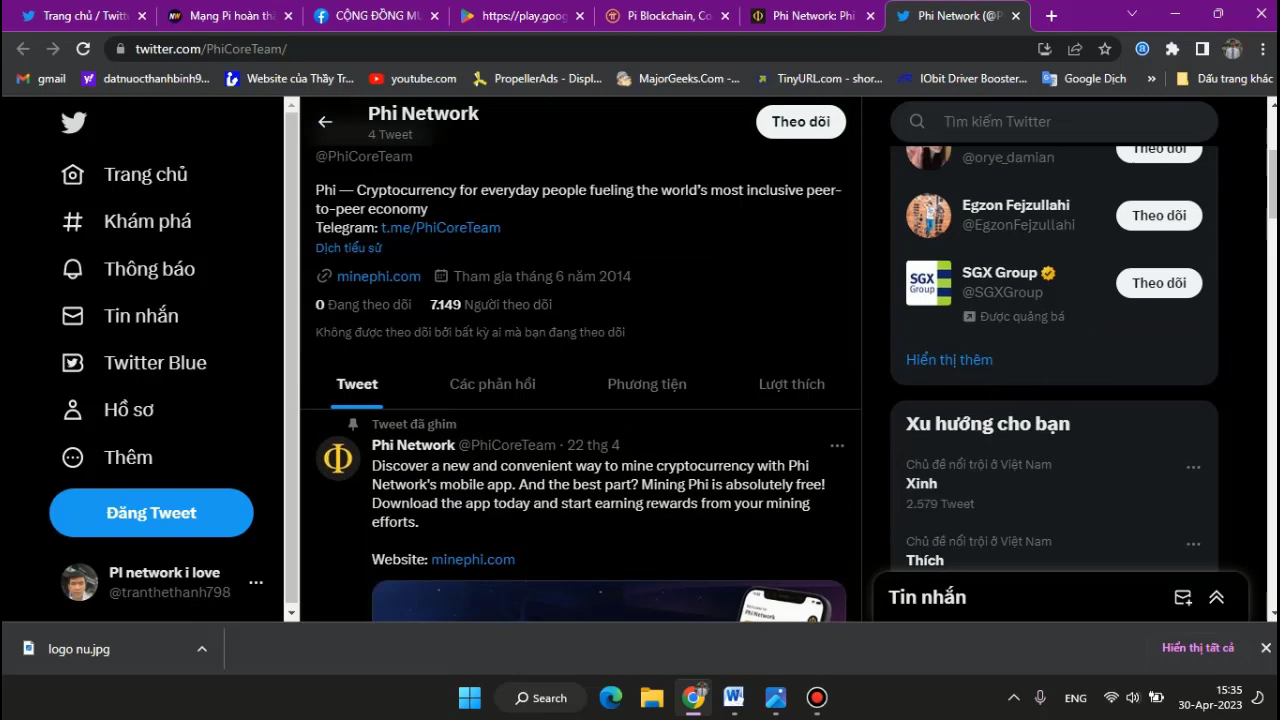 Trang chủ / Twitt
Mạng Pi hoàn th
CỘNG ĐỒNG MU
https://play.goog
Pi Blockchain, Co
Phi Network: Phi
Phi Network (@P
twitter.com/PhiCoreTeam/
gmail
datnuocthanhbinh9...
Website của Thầy Tr...
youtube.com
PropellerAds - Displ...
MajorGeeks.Com -...
TinyURL.com - shor...
IObit Driver Booster...
Google Dịch
»
Dấu trang khác
Trang chủ
Khám phá
Thông báo
Tin nhắn
Twitter Blue
Hồ sơ
Thêm
Đăng Tweet
PI network i love
@tranthethanh798
Phi Network
4 Tweet
Theo dõi
@PhiCoreTeam
Phi — Cryptocurrency for everyday people fueling the world's most inclusive peer-
to-peer economy
Telegram: t.me/PhiCoreTeam
Dịch tiểu sử
minephi.com Tham gia tháng 6 năm 2014
0 Đang theo dõi 7.149 Người theo dõi
Không được theo dõi bởi bất kỳ ai mà bạn đang theo dõi
Tweet
Các phản hồi
Phương tiện
Lượt thích
Tweet đã ghim
Phi Network @PhiCoreTeam · 22 thg 4
Discover a new and convenient way to mine cryptocurrency with Phi
Network's mobile app. And the best part? Mining Phi is absolutely free!
Download the app today and start earning rewards from your mining
efforts.
Website: minephi.com
Tìm kiếm Twitter
@orye_damian
Theo dõi
Egzon Fejzullahi
@EgzonFejzullahi
Theo dõi
SGX
Group
SGX Group
@SGXGroup
Theo dõi
Được quảng bá
Hiển thị thêm
Xu hướng cho bạn
Chủ đề nổi trội ở Việt Nam
Xinh
2.579 Tweet
Chủ đề nổi trội ở Việt Nam
Thích
Tin nhắn
logo nu.jpg
Hiển thị tất cả
Search
ENG
15:35
30-Apr-2023